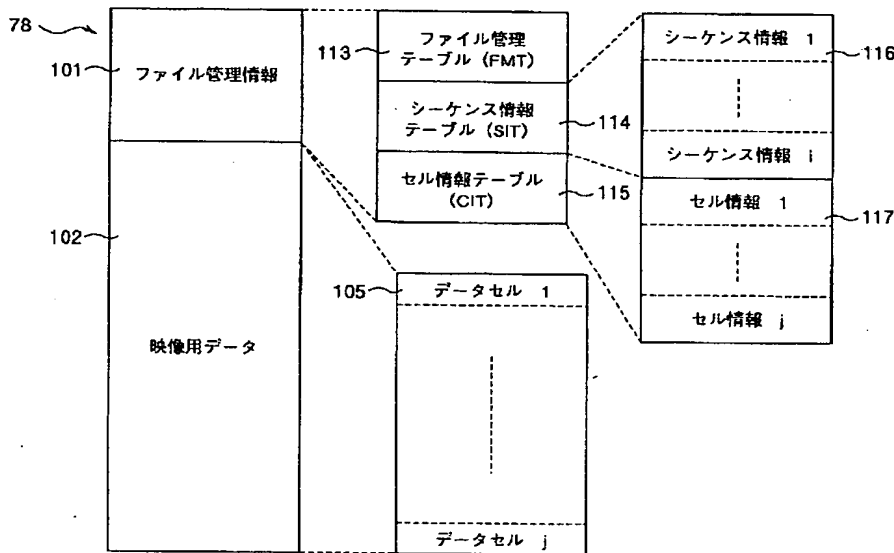 78
101
ファイル管理情報
102
映像用データ
113
ファイル管理
テーブル (FMT)
シーケンス情報
テーブル (SIT)
114
セル情報テーブル
(CIT)
115
シーケンス情報 1
116
シーケンス情報 i
セル情報 1
117
セル情報 j
105
データセル 1
データセル j